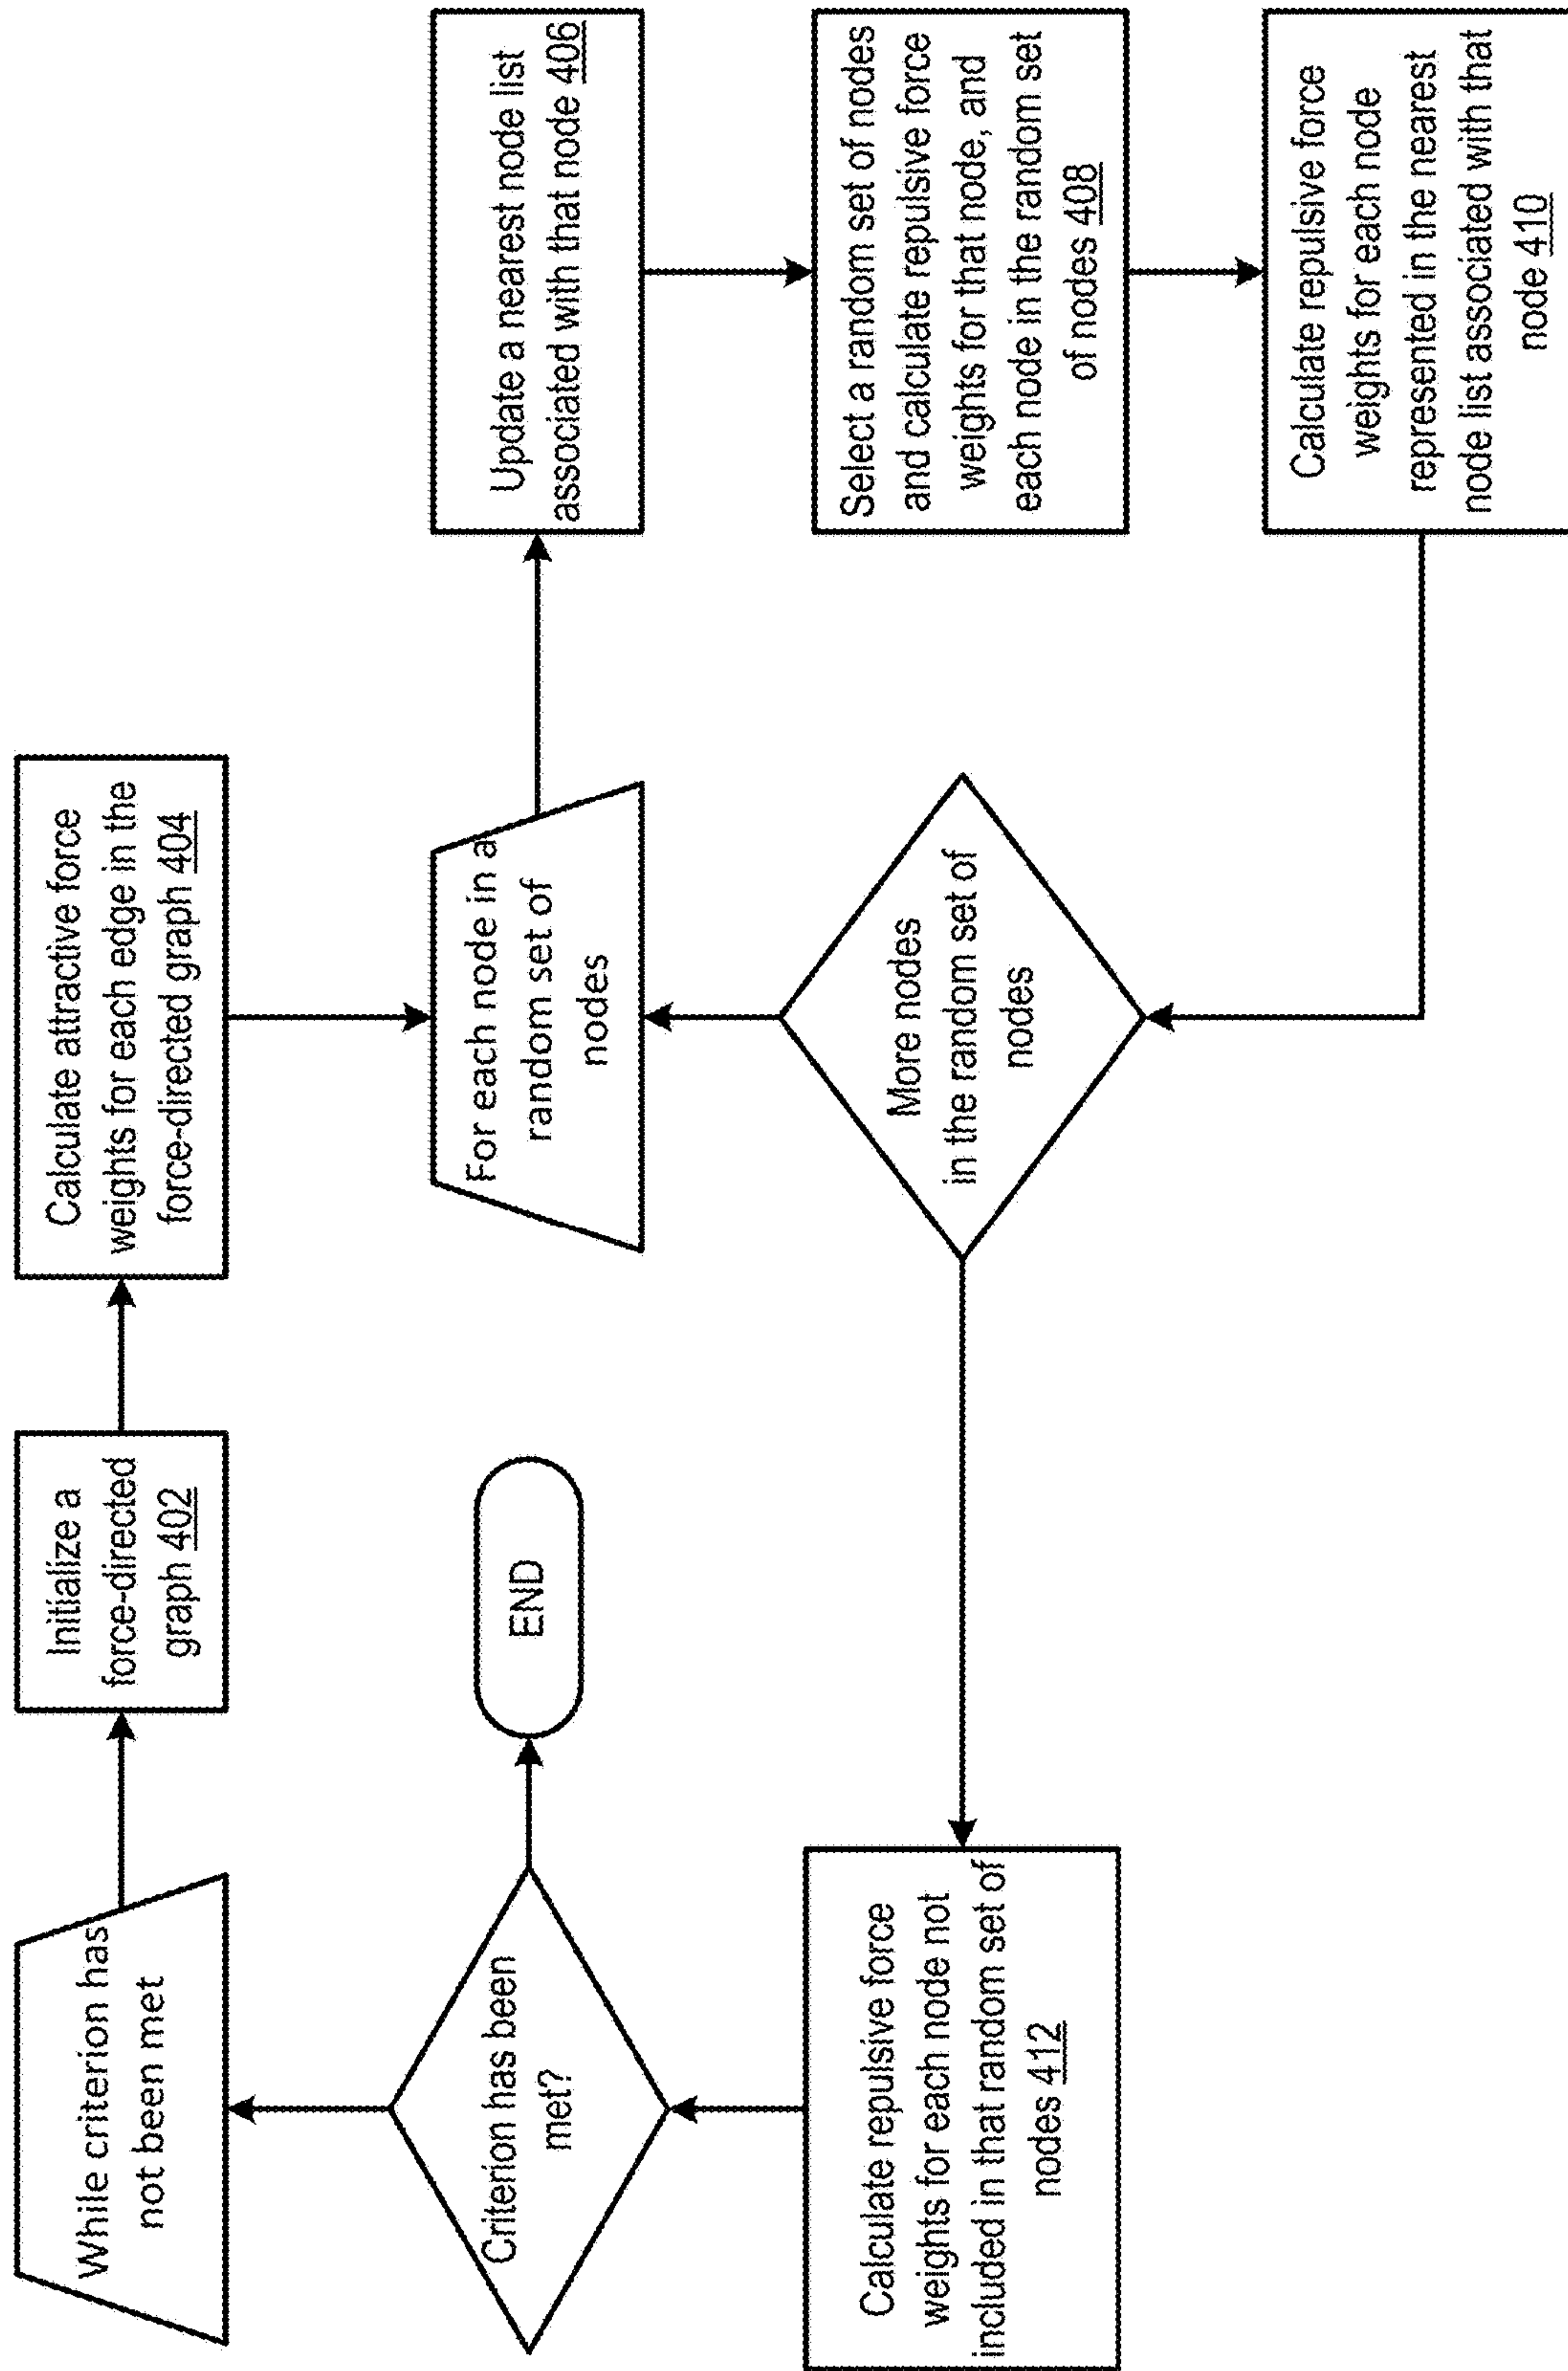 While criterion has
not been met
Initialize a
force-directed
graph 402
Calculate attractive force
weights for each edge in the
force-directed graph 404
For each node in a
random set of
nodes
Update a nearest node list
associated with that node 406
Select a random set of nodes
and calculate repulsive force
weights for that node, and
each node in the random set
of nodes 408
Calculate repulsive force
weights for each node
represented in the nearest
node list associated with that
node 410
More nodes
in the random set of
nodes
Calculate repulsive force
weights for each node not
included in that random set of
nodes 412
Criterion has been
met?
END